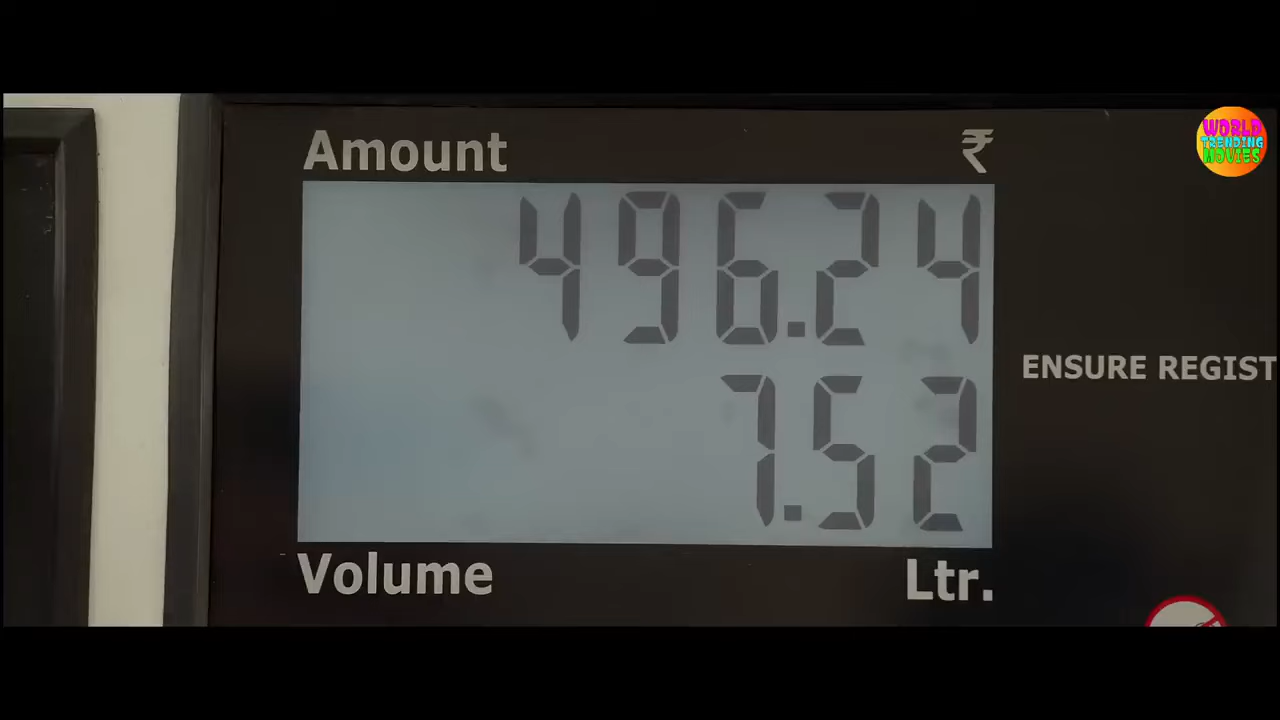 Amount ₹
496.24
7.52
Volume Ltr.
ENSURE REGIST
WORLD
TRENDING
MOVIES